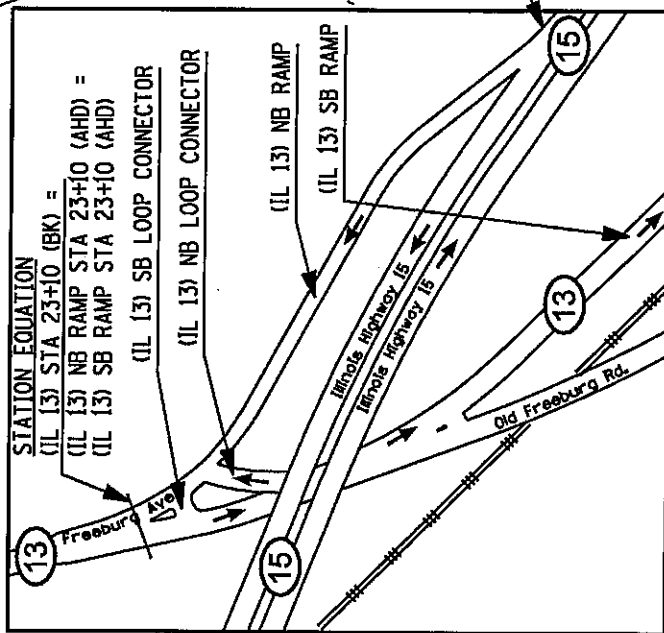 STATION EQUATION
(IL 13) STA 23+10 (BK) =
(IL 13) NB RAMP STA 23+10 (AHD) =
(IL 13) SB RAMP STA 23+10 (AHD)
(IL 13) SB LOOP CONNECTOR
(IL 13) NB LOOP CONNECTOR
(IL 13) NB RAMP
(IL 13) SB RAMP
13
Freeburg Ave
15
Illinois Highway 15
Illinois Highway 15
15
13
Old Freeburg Rd.